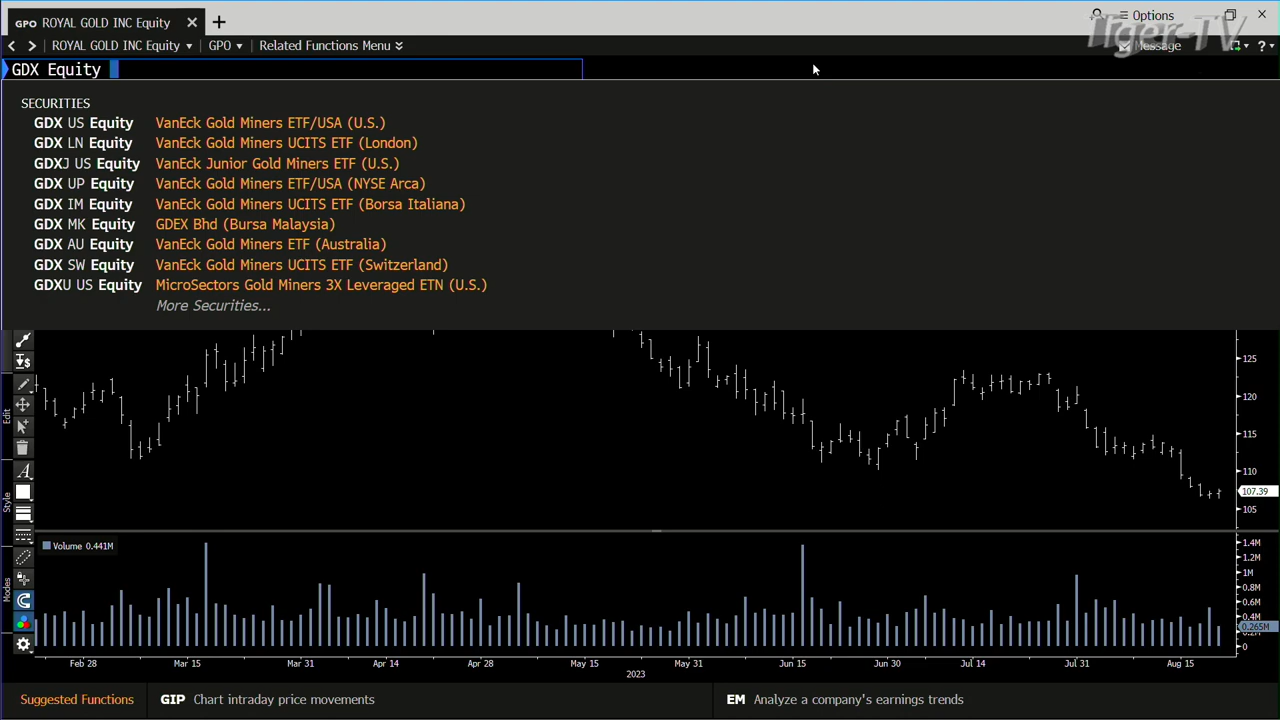 GPO ROYAL GOLD INC Equity × +
Options
< > ROYAL GOLD INC Equity GPO Related Functions Menu
Message ?
Tiger-TV
GDX Equity
SECURITIES
GDX US Equity VanEck Gold Miners ETF/USA (U.S.)
GDX LN Equity VanEck Gold Miners UCITS ETF (London)
GDXJ US Equity VanEck Junior Gold Miners ETF (U.S.)
GDX UP Equity VanEck Gold Miners ETF/USA (NYSE Arca)
GDX IM Equity VanEck Gold Miners UCITS ETF (Borsa Italiana)
GDX MK Equity GDEX Bhd (Bursa Malaysia)
GDX AU Equity VanEck Gold Miners ETF (Australia)
GDX SW Equity VanEck Gold Miners UCITS ETF (Switzerland)
GDXU US Equity MicroSectors Gold Miners 3X Leveraged ETN (U.S.)
More Securities...
125
120
115
110
107.39
105
Edit
Style
Modes
A
Volume 0.441M
1.4M
1.2M
1M
0.8M
0.6M
0.4M
0.265M
0
Feb 28 Mar 15 Mar 31 Apr 14 Apr 28 May 15 May 31 Jun 15 Jun 30 Jul 14 Jul 31 Aug 15
2023
Suggested Functions GIP Chart intraday price movements EM Analyze a company's earnings trends